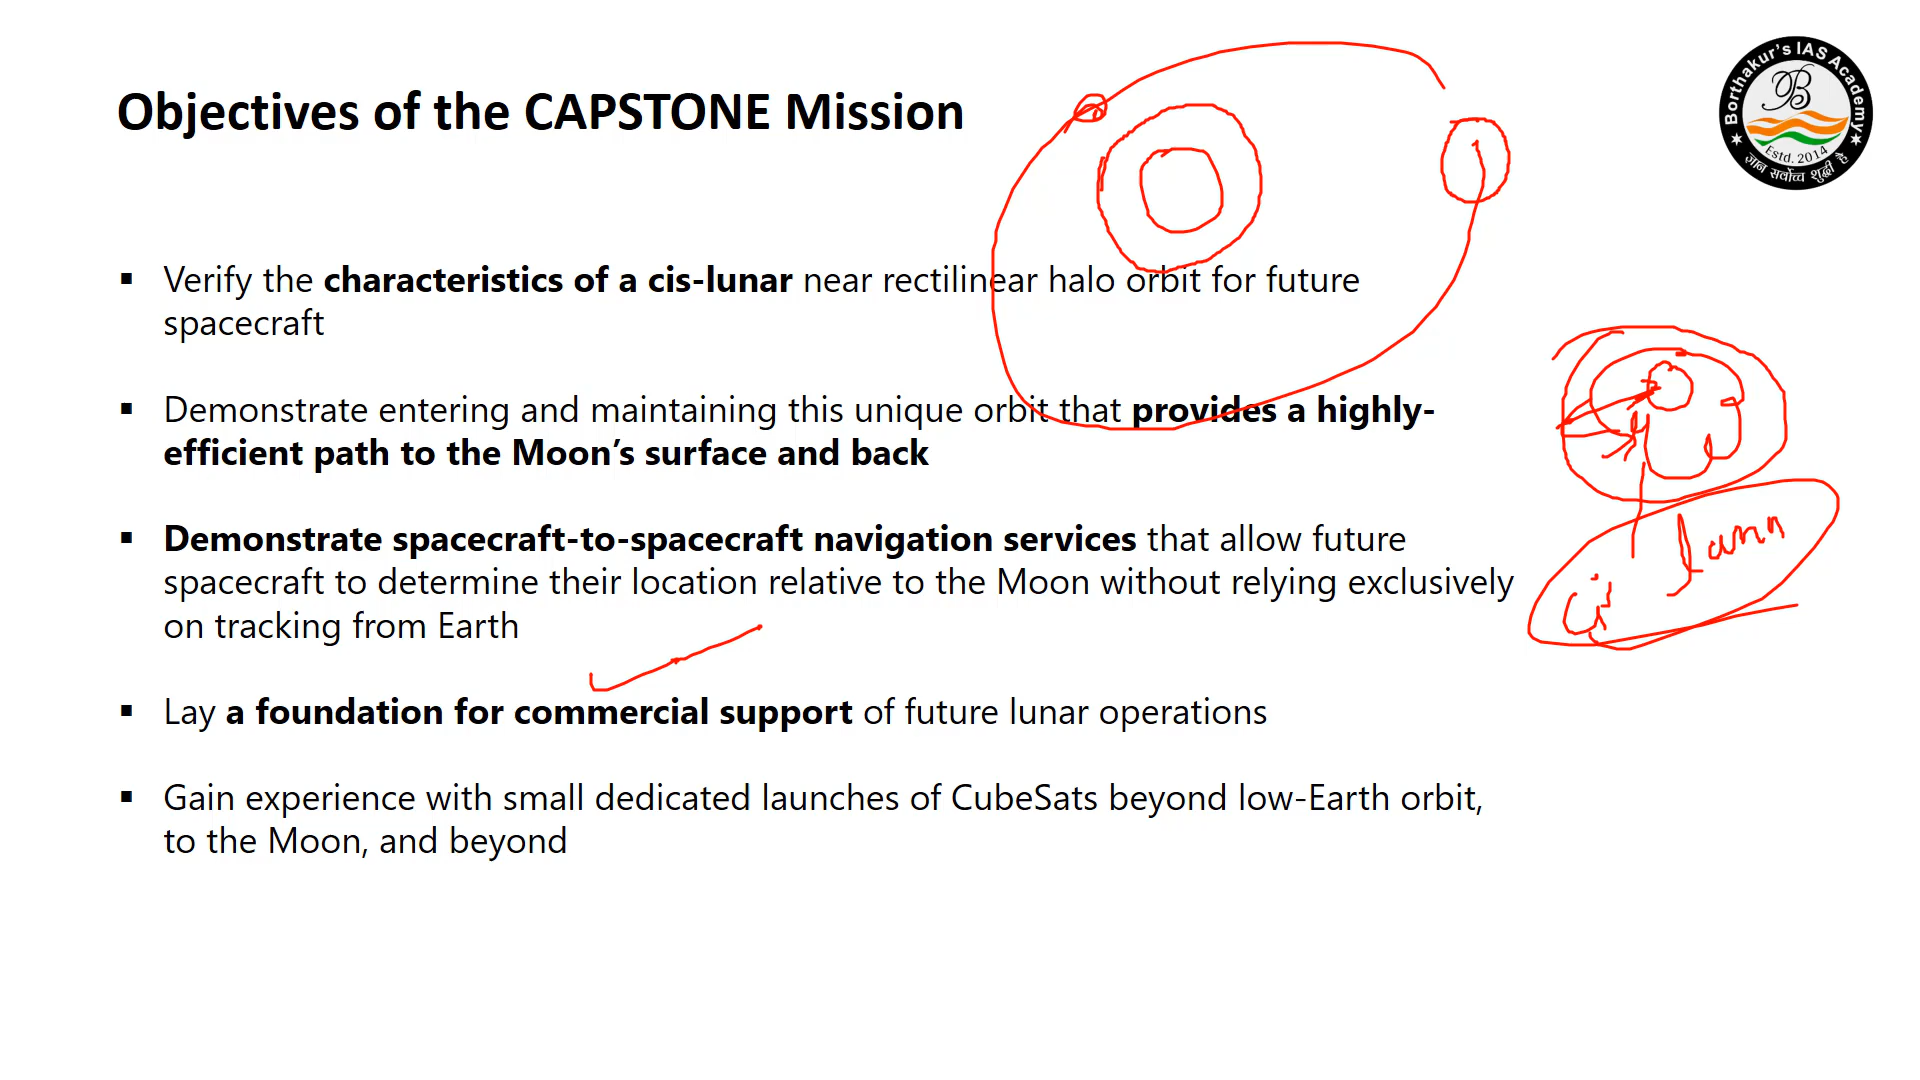 Objectives of the CAPSTONE Mission
Borthakur's IAS Academy
B
Estd. 2014
ज्ञान सर्वोच्च शुद्धी है
▪ Verify the characteristics of a cis-lunar near rectilinear halo orbit for future
spacecraft
▪ Demonstrate entering and maintaining this unique orbit that provides a highly-
efficient path to the Moon’s surface and back
▪ Demonstrate spacecraft-to-spacecraft navigation services that allow future
spacecraft to determine their location relative to the Moon without relying exclusively
on tracking from Earth
▪ Lay a foundation for commercial support of future lunar operations
▪ Gain experience with small dedicated launches of CubeSats beyond low-Earth orbit,
to the Moon, and beyond